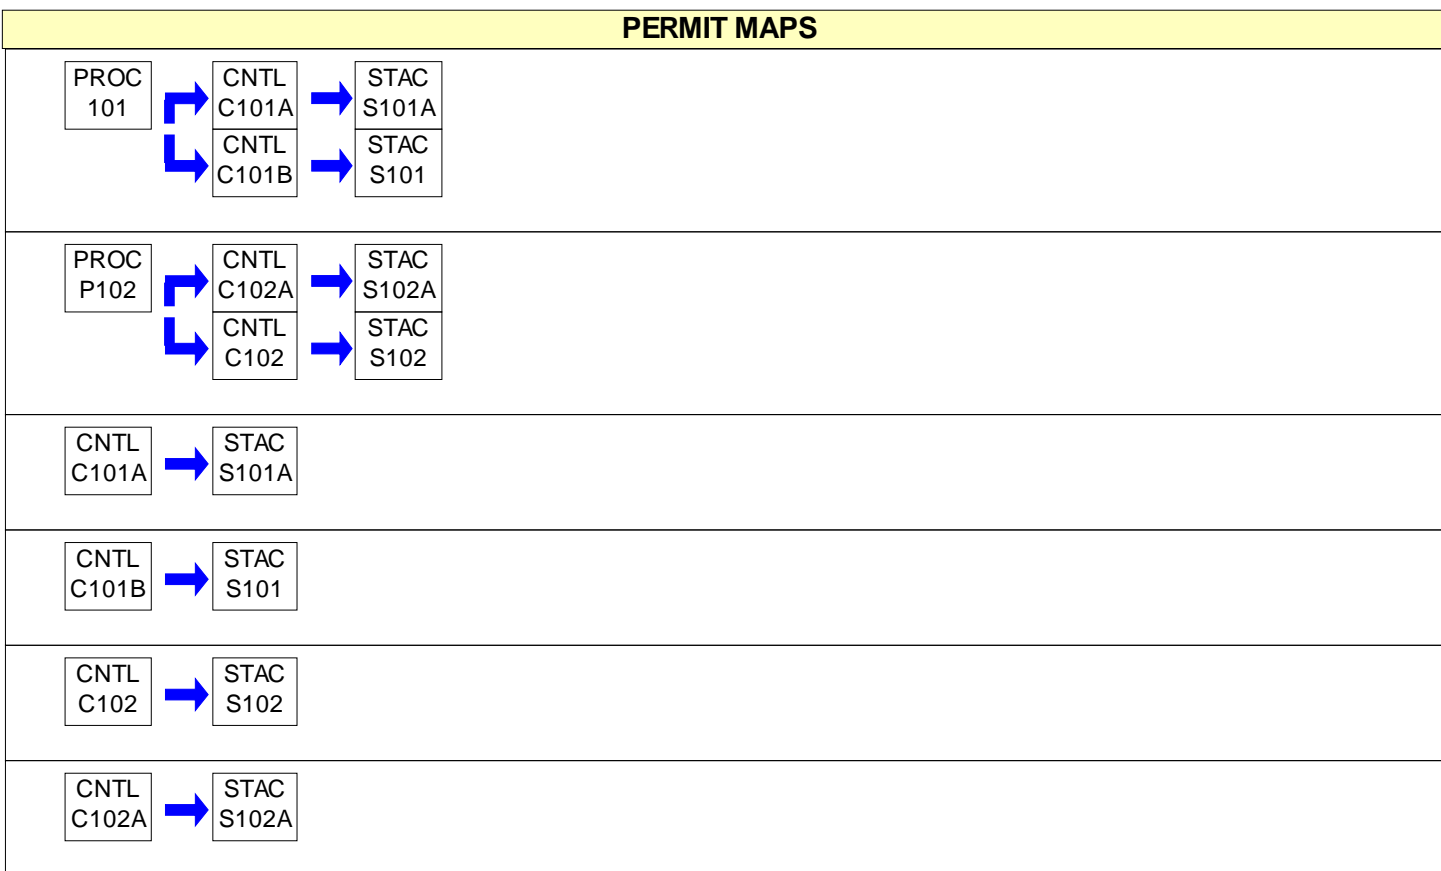 PERMIT MAPS
PROC
101
CNTL
C101A
STAC
S101A
CNTL
C101B
STAC
S101
PROC
P102
CNTL
C102A
STAC
S102A
CNTL
C102
STAC
S102
CNTL
C101A
STAC
S101A
CNTL
C101B
STAC
S101
CNTL
C102
STAC
S102
CNTL
C102A
STAC
S102A